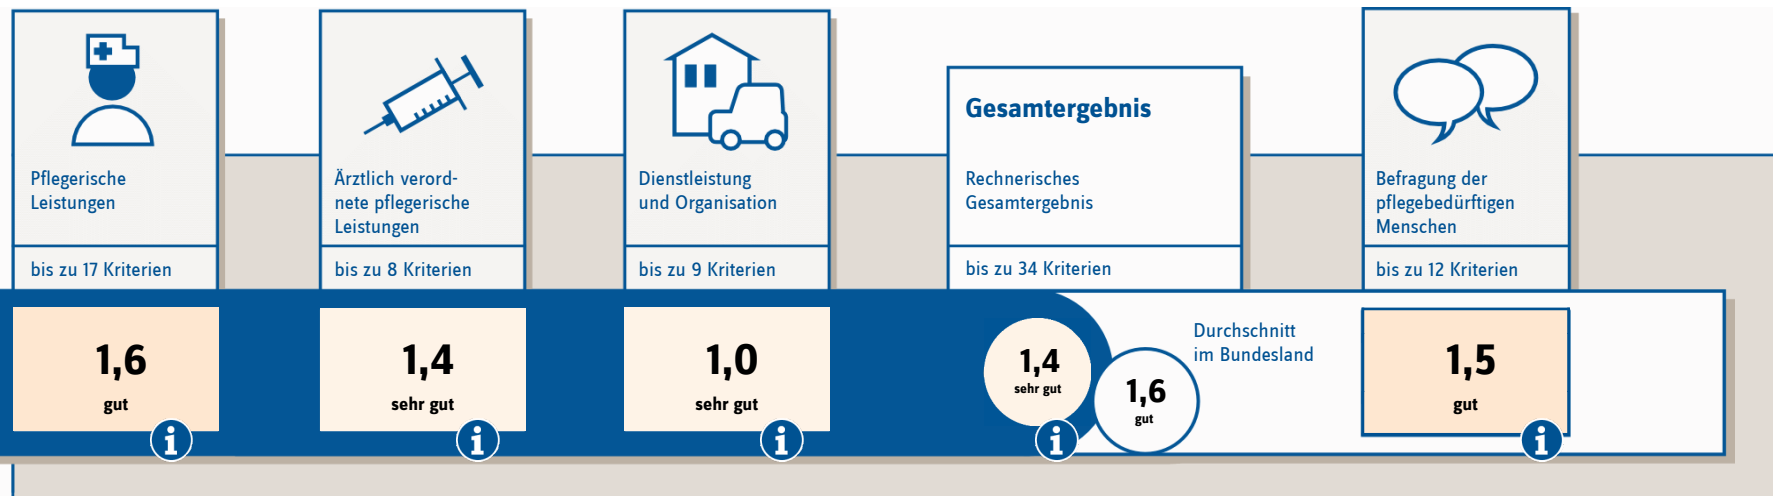 Pflegerische
Leistungen
bis zu 17 Kriterien
1,6
gut
i
Ärztlich verord-
nete pflegerische
Leistungen
bis zu 8 Kriterien
1,4
sehr gut
i
Dienstleistung
und Organisation
bis zu 9 Kriterien
1,0
sehr gut
i
Gesamtergebnis
Rechnerisches
Gesamtergebnis
bis zu 34 Kriterien
1,4
sehr gut
i
1,6
gut
Durchschnitt
im Bundesland
Befragung der
pflegebedürftigen
Menschen
bis zu 12 Kriterien
1,5
gut
i